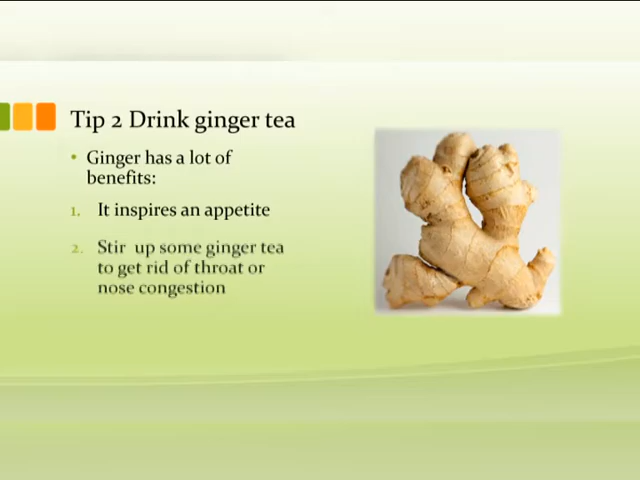 Tip 2 Drink ginger tea
• Ginger has a lot of
benefits:
1. It inspires an appetite
2. Stir up some ginger tea
to get rid of throat or
nose congestion